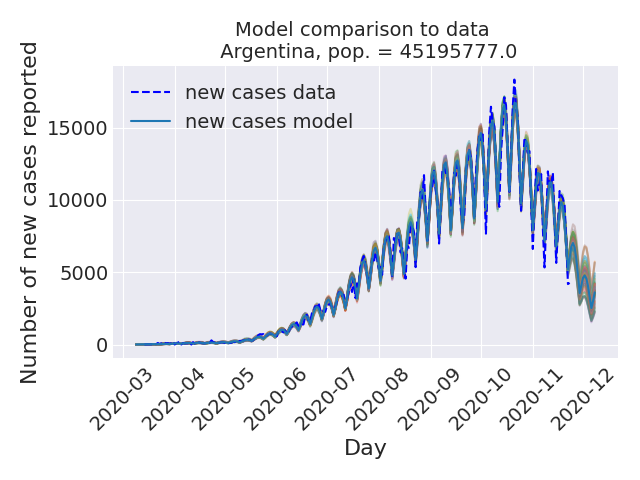 Model comparison to data
Argentina, pop. = 45195777.0
new cases data
new cases model
Number of new cases reported
15000
10000
5000
0
2020-03
2020-04
2020-05
2020-06
2020-07
2020-08
2020-09
2020-10
2020-11
2020-12
Day